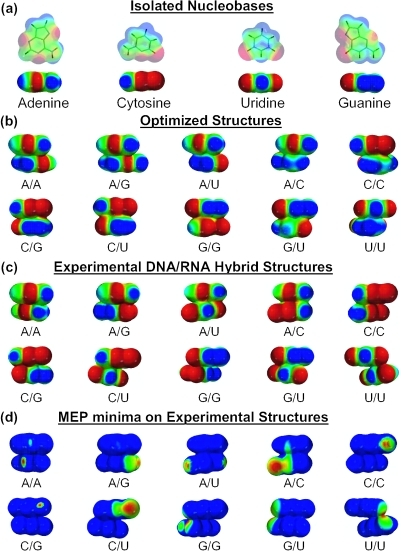 (a) Isolated Nucleobases
Adenine Cytosine Uridine Guanine
(b) Optimized Structures
A/A A/G A/U A/C C/C
C/G C/U G/G G/U U/U
(c) Experimental DNA/RNA Hybrid Structures
A/A A/G A/U A/C C/C
C/G C/U G/G G/U U/U
(d) MEP minima on Experimental Structures
A/A A/G A/U A/C C/C
C/G C/U G/G G/U U/U